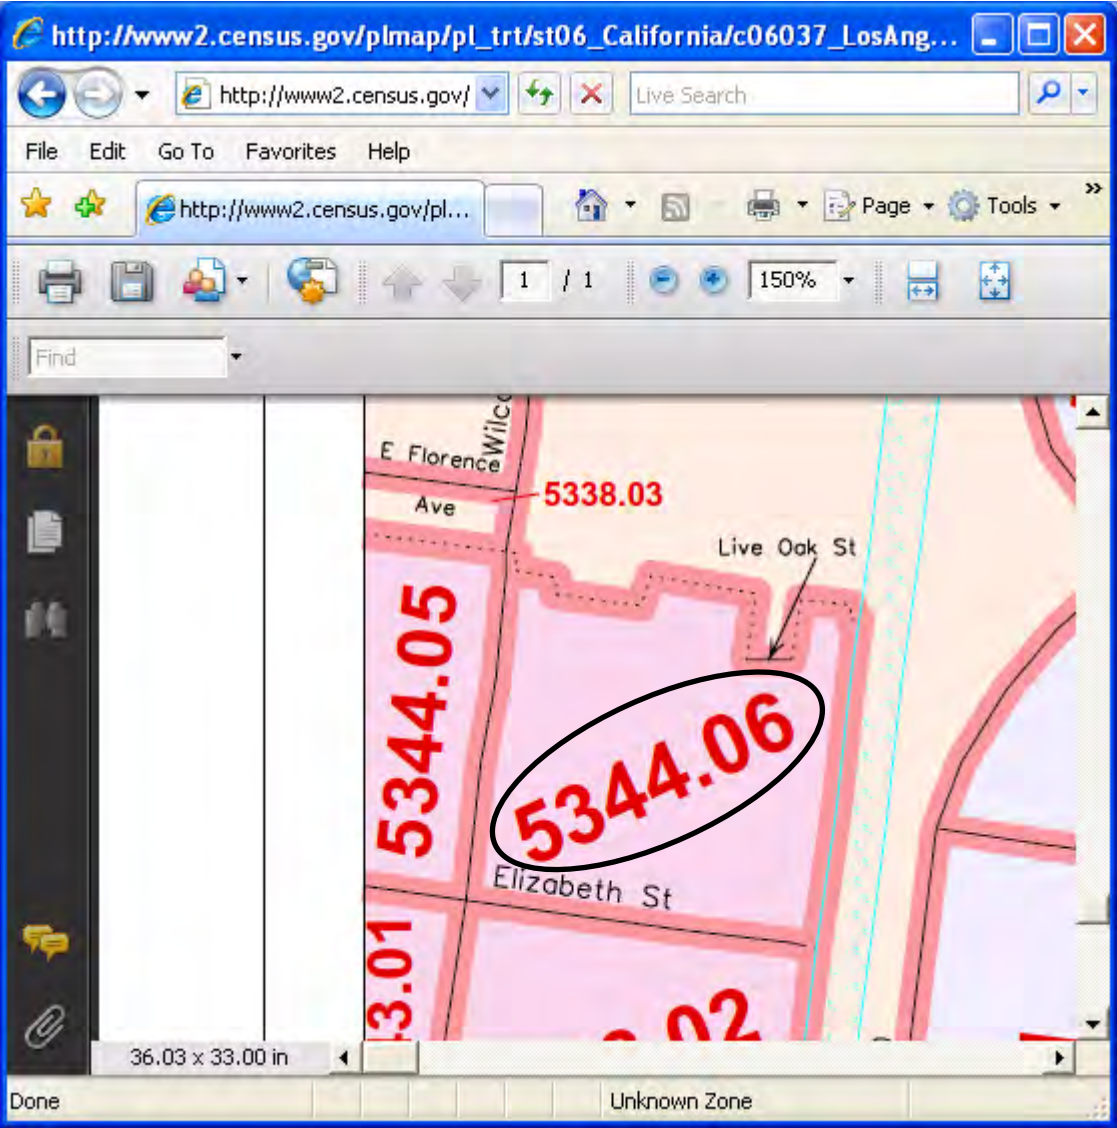 http://www2.census.gov/plmap/pl_trt/st06_California/c06037_LosAng...
http://www2.census.gov/
Live Search
File Edit Go To Favorites Help
http://www2.census.gov/pl...
Page Tools »
1 / 1 150%
Find
Wilco
E Florence
Ave
5338.03
Live Oak St
5344.05
5344.06
Elizabeth St
3.01
.02
36.03 x 33.00 in
Done Unknown Zone